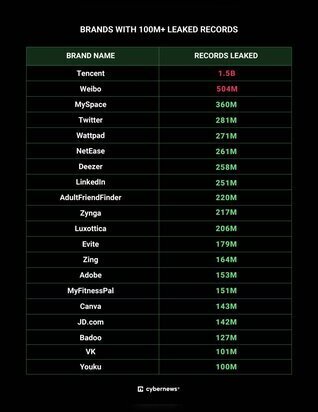 BRANDS WITH 100M+ LEAKED RECORDS
BRAND NAME RECORDS LEAKED
Tencent 1.5B
Weibo 504M
MySpace 360M
Twitter 281M
Wattpad 271M
NetEase 261M
Deezer 258M
LinkedIn 251M
AdultFriendFinder 220M
Zynga 217M
Luxottica 206M
Evite 179M
Zing 164M
Adobe 153M
MyFitnessPal 151M
Canva 143M
JD.com 142M
Badoo 127M
VK 101M
Youku 100M
cybernews®